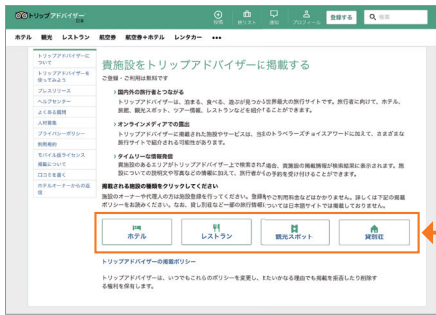 トリップアドバイザー
日本
投稿
旅リスト
通知
プロフィール
登録する
検索
ホテル 観光 レストラン 航空券 航空券+ホテル レンタカー •••
トリップアドバイザーに
ついて
トリップアドバイザーを
使ってみよう
プレスリリース
ヘルプセンター
よくある質問
人材募集
プライバシーポリシー
利用規約
モバイル版ライセンス
掲載について
口コミを書く
ホテルオーナーからの返
信
貴施設をトリップアドバイザーに掲載する
ご登録・ご利用は無料です
国内外の旅行者とつながる
トリップアドバイザーは、泊まる、食べる、遊ぶが見つかる世界最大の旅行サイトです。旅行者に向けて、ホテル、
旅館、観光スポット、ツアー情報、レストランなどを紹介することができます。
オンラインメディアでの露出
トリップアドバイザーに掲載された施設やサービスは、当社のトラベラーズチョイスアワードに加えて、さまざまな
旅行サイトで紹介される可能性もあります。
タイムリーな情報発信
貴施設のあるエリアがトリップアドバイザー上で検索された場合、貴施設の掲載情報が検索結果に表示されます。施
設についての説明文や写真などの情報に加えて、旅行者からの予約を受け付けることができます。
掲載される施設の種類をクリックしてください
施設のオーナーや代理人の方は施設登録を行ってください。登録をやご利用料金などはかかりません。詳しくは下記の掲載
ポリシーをお読みください。なお、貸し別荘など一部の旅行情報については日本語サイトでは掲載しておりません。
ホテル
レストラン
観光スポット
貸別荘
トリップアドバイザーの掲載ポリシー
トリップアドバイザーは、いつでもこれらのポリシーを変更し、またいかなる理由でも掲載を拒否したり削除す
る権利を保有します。